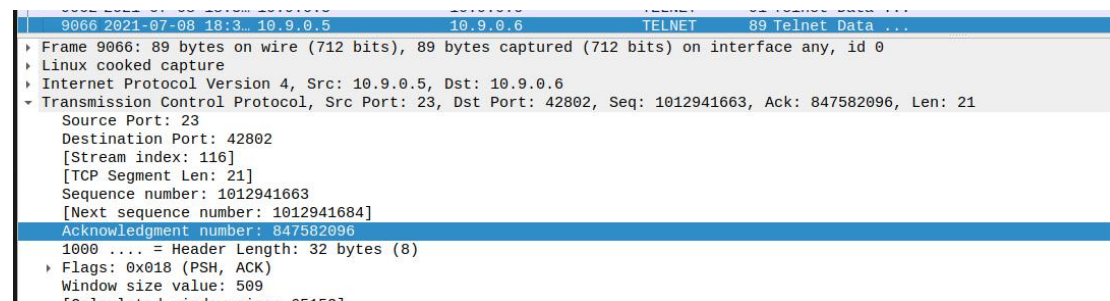 9066 2021-07-08 18:3… 10.9.0.5 10.9.0.6 TELNET 89 Telnet Data ...
Frame 9066: 89 bytes on wire (712 bits), 89 bytes captured (712 bits) on interface any, id 0
Linux cooked capture
Internet Protocol Version 4, Src: 10.9.0.5, Dst: 10.9.0.6
Transmission Control Protocol, Src Port: 23, Dst Port: 42802, Seq: 1012941663, Ack: 847582096, Len: 21
Source Port: 23
Destination Port: 42802
[Stream index: 116]
[TCP Segment Len: 21]
Sequence number: 1012941663
[Next sequence number: 1012941684]
Acknowledgment number: 847582096
1000 .... = Header Length: 32 bytes (8)
Flags: 0x018 (PSH, ACK)
Window size value: 509